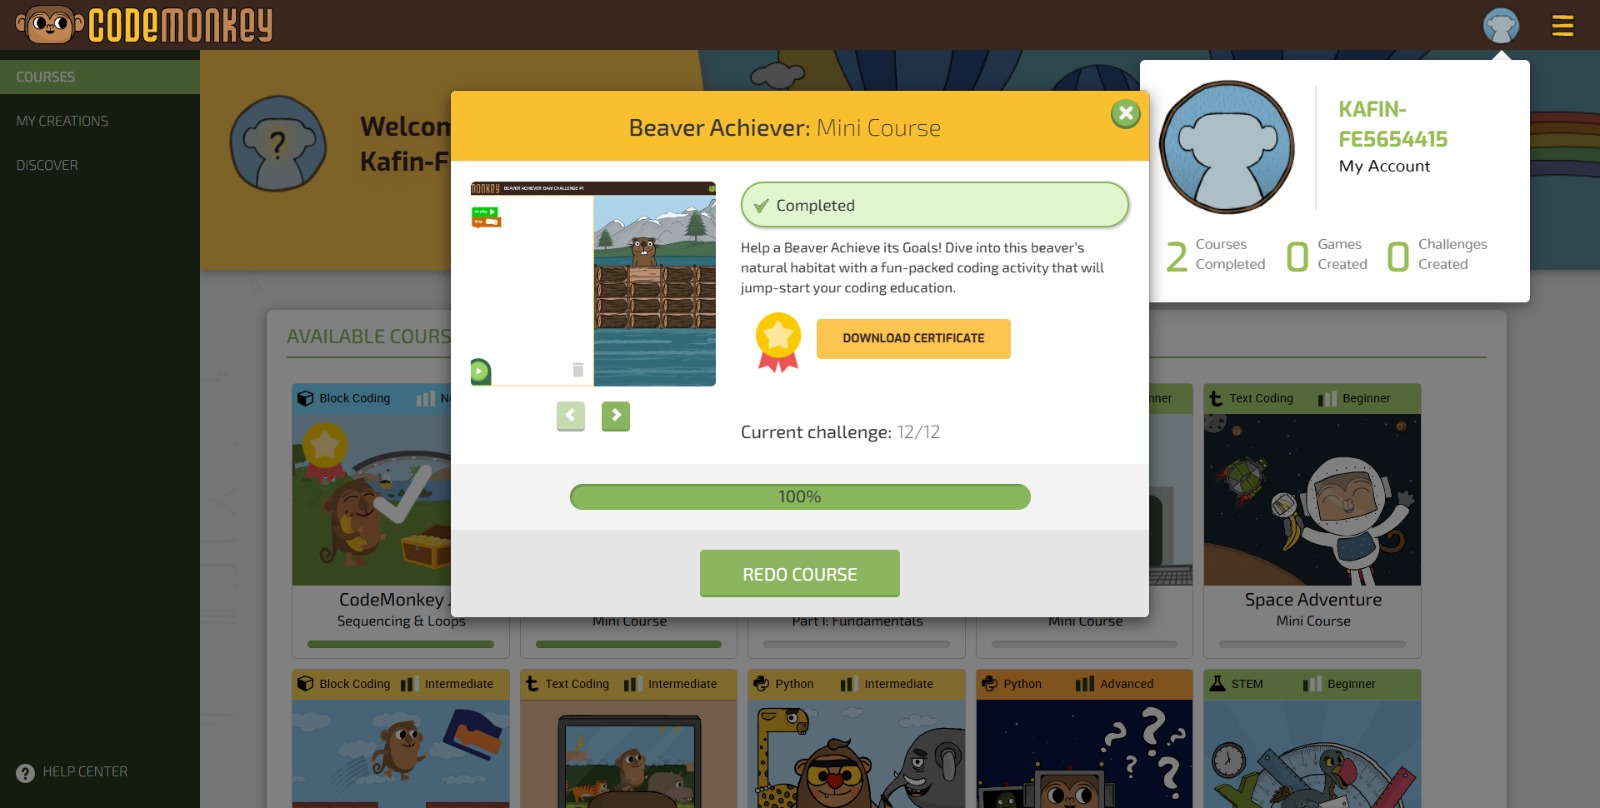 CODEMONKEY
COURSES
MY CREATIONS
DISCOVER
HELP CENTER
?
Welcom
Kafin-F
KAFIN-
FE5654415
My Account
2 Courses Completed
0 Games Created
0 Challenges Created
Beaver Achiever: Mini Course
BEAVER ACHIEVER
CHALLENGE #1
Completed
Help a Beaver Achieve its Goals! Dive into this beaver's
natural habitat with a fun-packed coding activity that will
jump-start your coding education.
DOWNLOAD CERTIFICATE
Current challenge: 12/12
100%
REDO COURSE
AVAILABLE COURS
Block Coding
Text Coding Beginner
CodeMonkey
Sequencing & Loops
Mini Course
Part I: Fundamentals
Mini Course
Space Adventure
Mini Course
Block Coding Intermediate
Text Coding Intermediate
Python Intermediate
Python Advanced
STEM Beginner
? ? ?